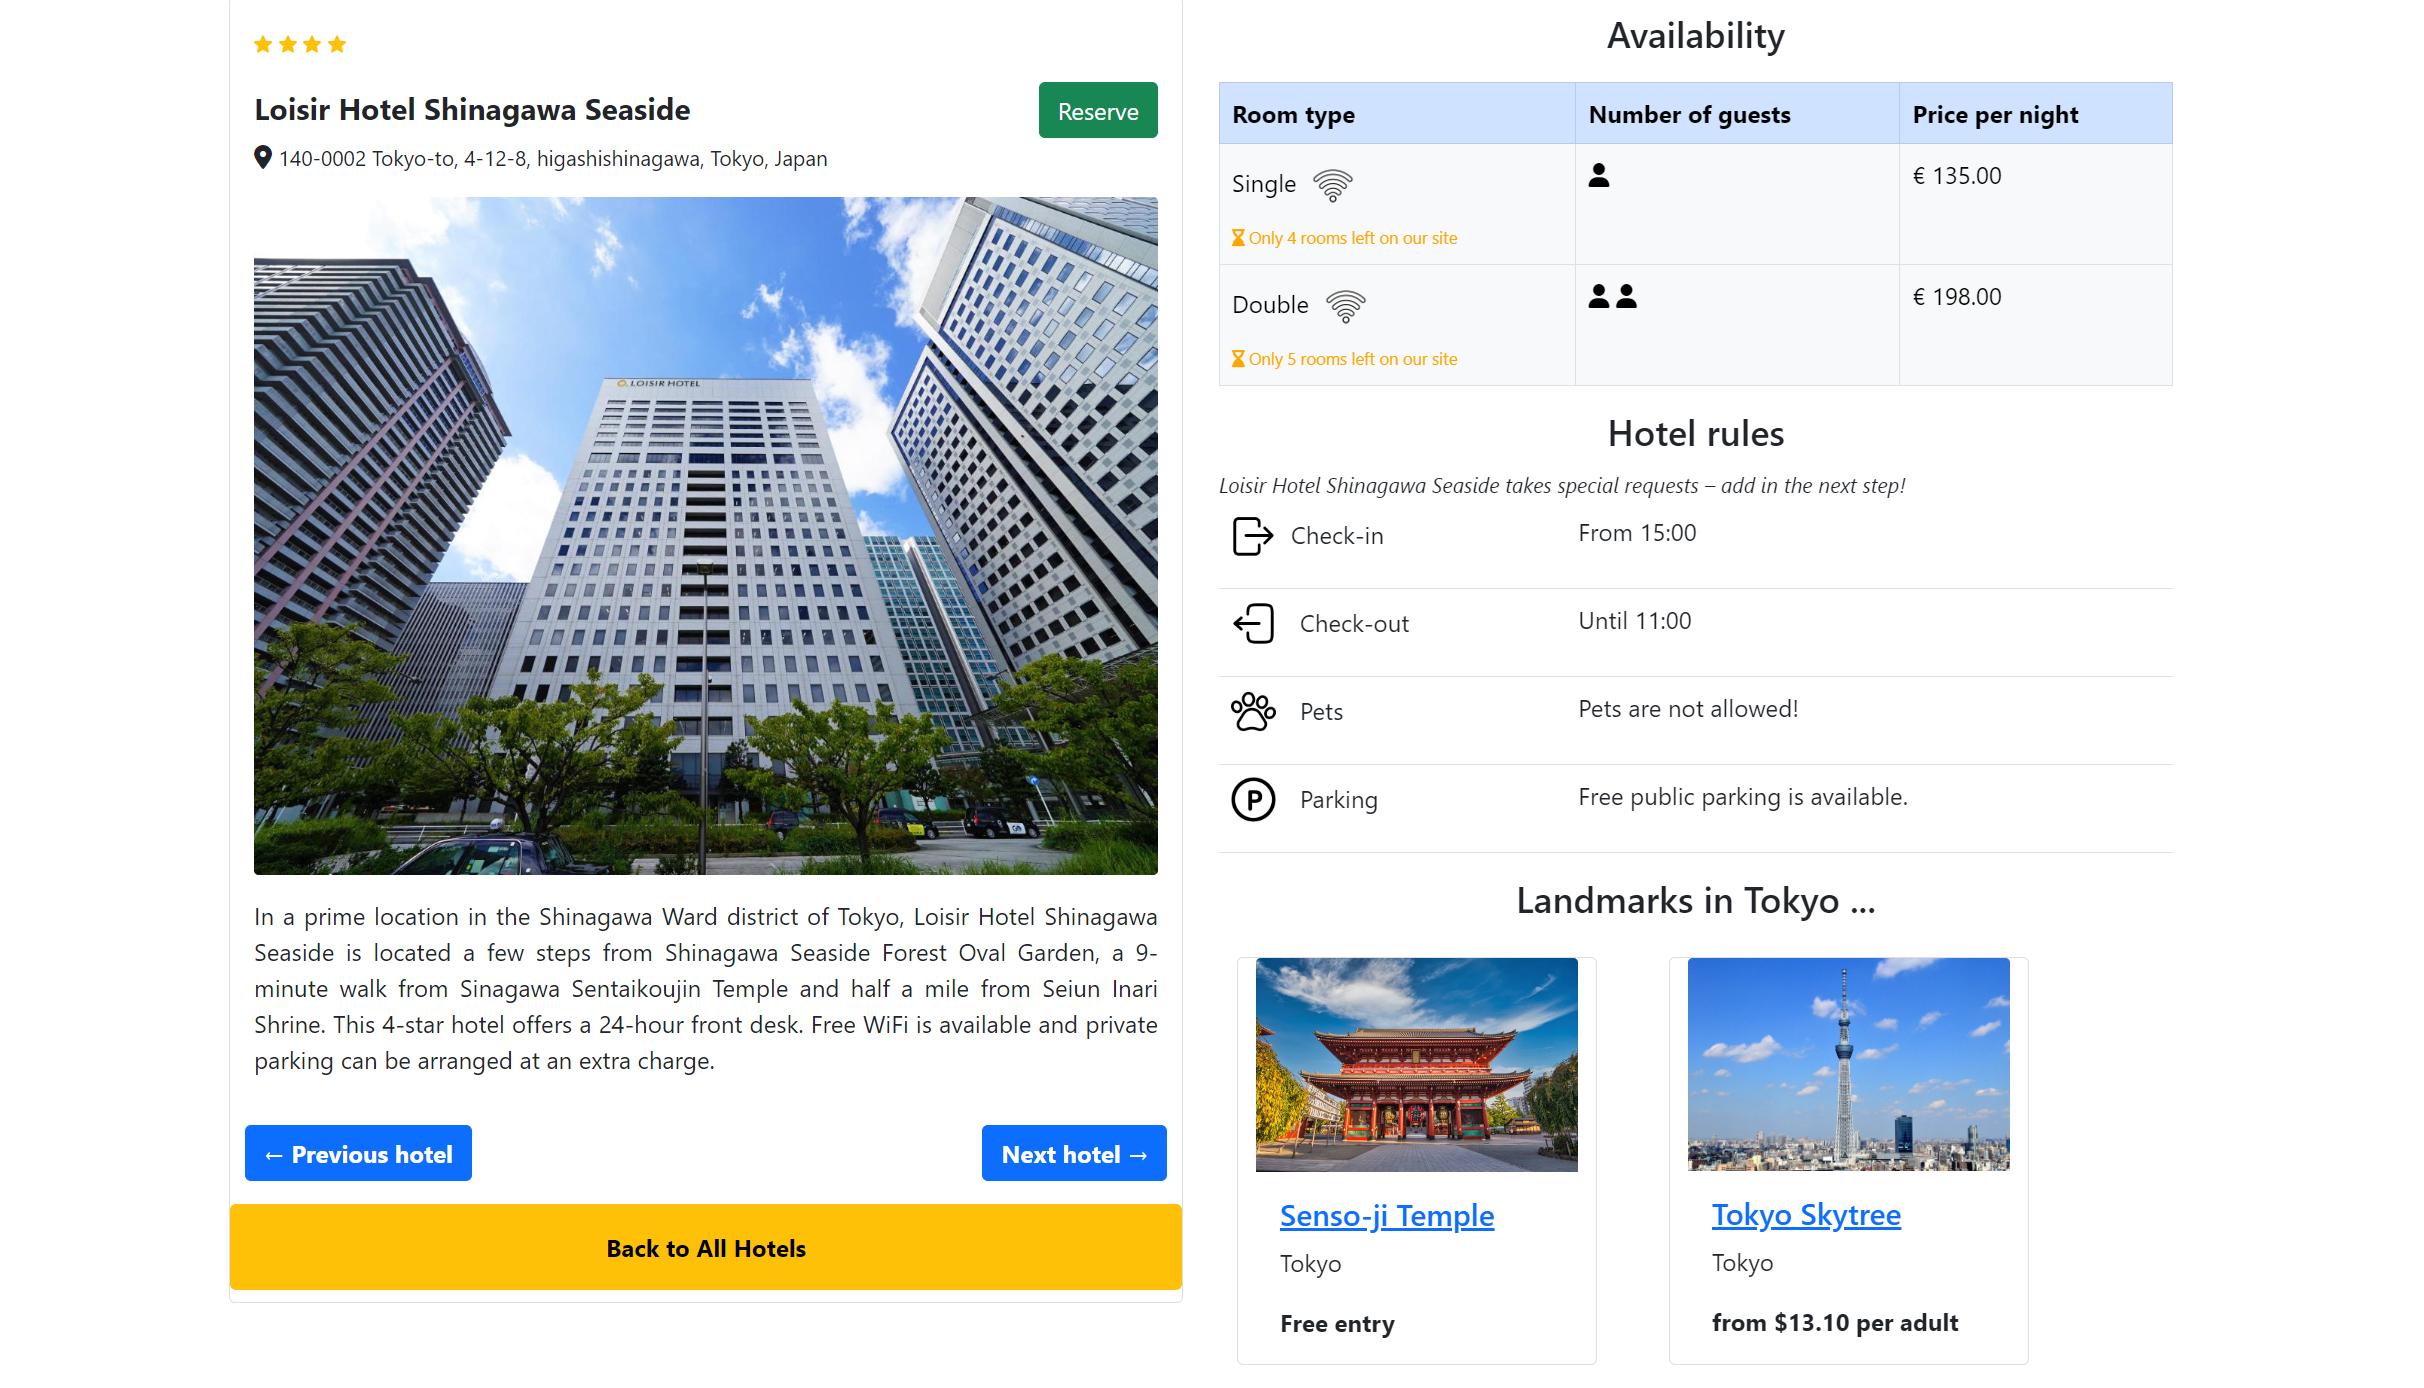 Loisir Hotel Shinagawa Seaside
Reserve
140-0002 Tokyo-to, 4-12-8, higashishinagawa, Tokyo, Japan
LOISIR HOTEL
In a prime location in the Shinagawa Ward district of Tokyo, Loisir Hotel Shinagawa
Seaside is located a few steps from Shinagawa Seaside Forest Oval Garden, a 9-
minute walk from Sinagawa Sentaikoujin Temple and half a mile from Seiun Inari
Shrine. This 4-star hotel offers a 24-hour front desk. Free WiFi is available and private
parking can be arranged at an extra charge.
← Previous hotel
Next hotel →
Back to All Hotels
Availability
Room type Number of guests Price per night
Single € 135.00
Only 4 rooms left on our site
Double € 198.00
Only 5 rooms left on our site
Hotel rules
Loisir Hotel Shinagawa Seaside takes special requests – add in the next step!
Check-in From 15:00
Check-out Until 11:00
Pets Pets are not allowed!
P Parking Free public parking is available.
Landmarks in Tokyo ...
Senso-ji Temple
Tokyo
Free entry
Tokyo Skytree
Tokyo
from $13.10 per adult